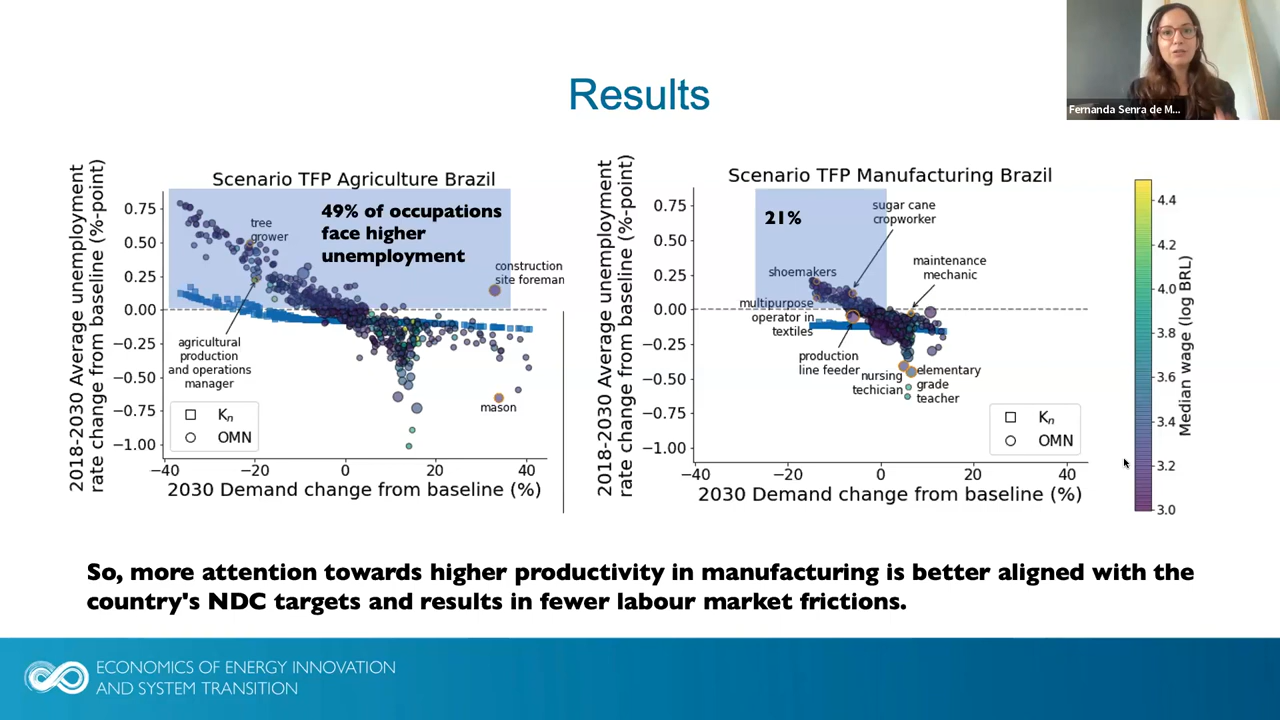 Fernanda Senra de M...
Results
Scenario TFP Agriculture Brazil
2018-2030 Average unemployment
rate change from baseline (%-point)
0.75
0.50
0.25
0.00
−0.25
−0.50
−0.75
−1.00
49% of occupations
face higher
unemployment
tree
grower
construction
site foreman
agricultural
production
and operations
manager
mason
Kn
OMN
−40
−20
0
20
40
2030 Demand change from baseline (%)
Scenario TFP Manufacturing Brazil
2018-2030 Average unemployment
rate change from baseline (%-point)
0.75
0.50
0.25
0.00
−0.25
−0.50
−0.75
−1.00
21%
sugar cane
cropworker
maintenance
mechanic
shoemakers
multipurpose
operator in
textiles
production
line feeder
nursing
techician
elementary
grade
teacher
Kn
OMN
−40
−20
0
20
40
2030 Demand change from baseline (%)
4.4
4.2
4.0
3.8
3.6
3.4
3.2
3.0
Median wage (log BRL)
So, more attention towards higher productivity in manufacturing is better aligned with the
country's NDC targets and results in fewer labour market frictions.
ECONOMICS OF ENERGY INNOVATION
AND SYSTEM TRANSITION